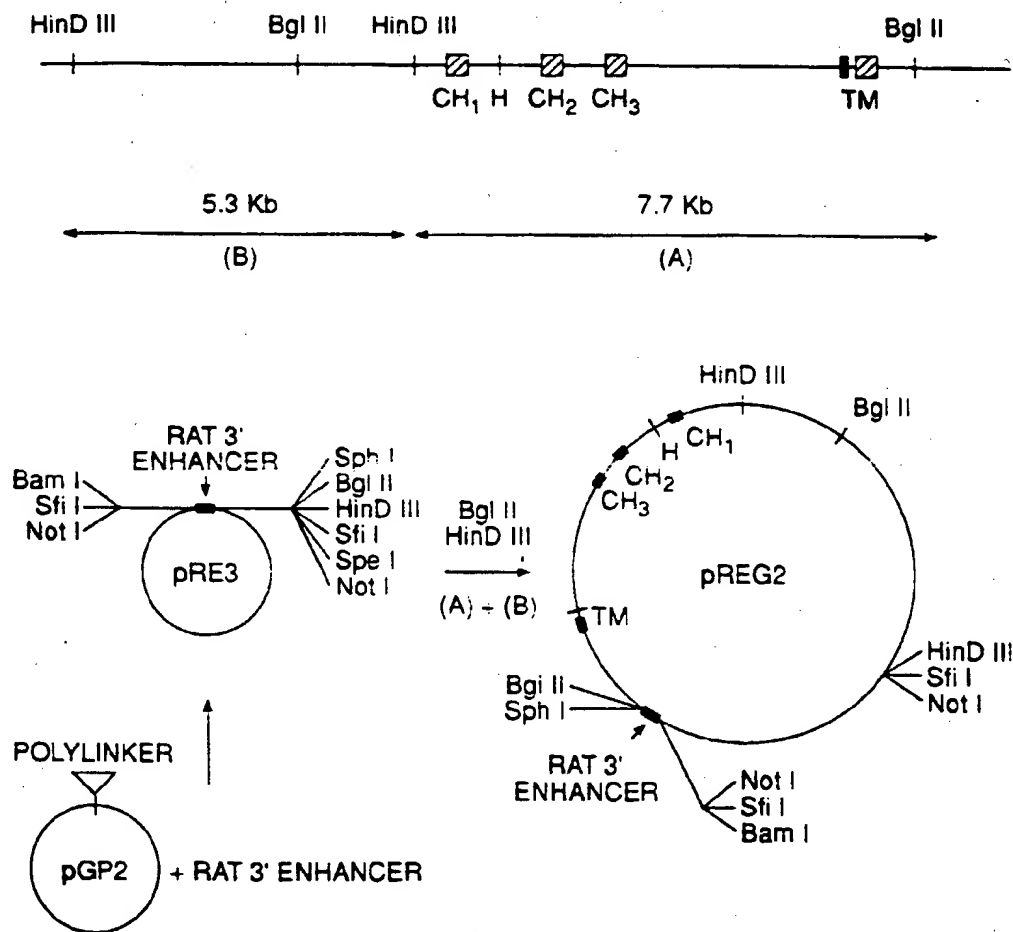 HinD III Bgl II HinD III Bgl II
CH1 H CH2 CH3 TM
5.3 Kb 7.7 Kb
(B) (A)
HinD III
Bgl II
CH1
H
CH2
CH3
RAT 3'
ENHANCER
Bam I
Sfi I
Not I
Sph I
Bgl II
HinD III
Sfi I
Spe I
Not I
pRE3
Bgl II
HinD III
(A) + (B)
pREG2
TM
Bgl II
Sph I
HinD III
Sfi I
Not I
RAT 3'
ENHANCER
Not I
Sfi I
Bam I
POLYLINKER
pGP2 + RAT 3' ENHANCER